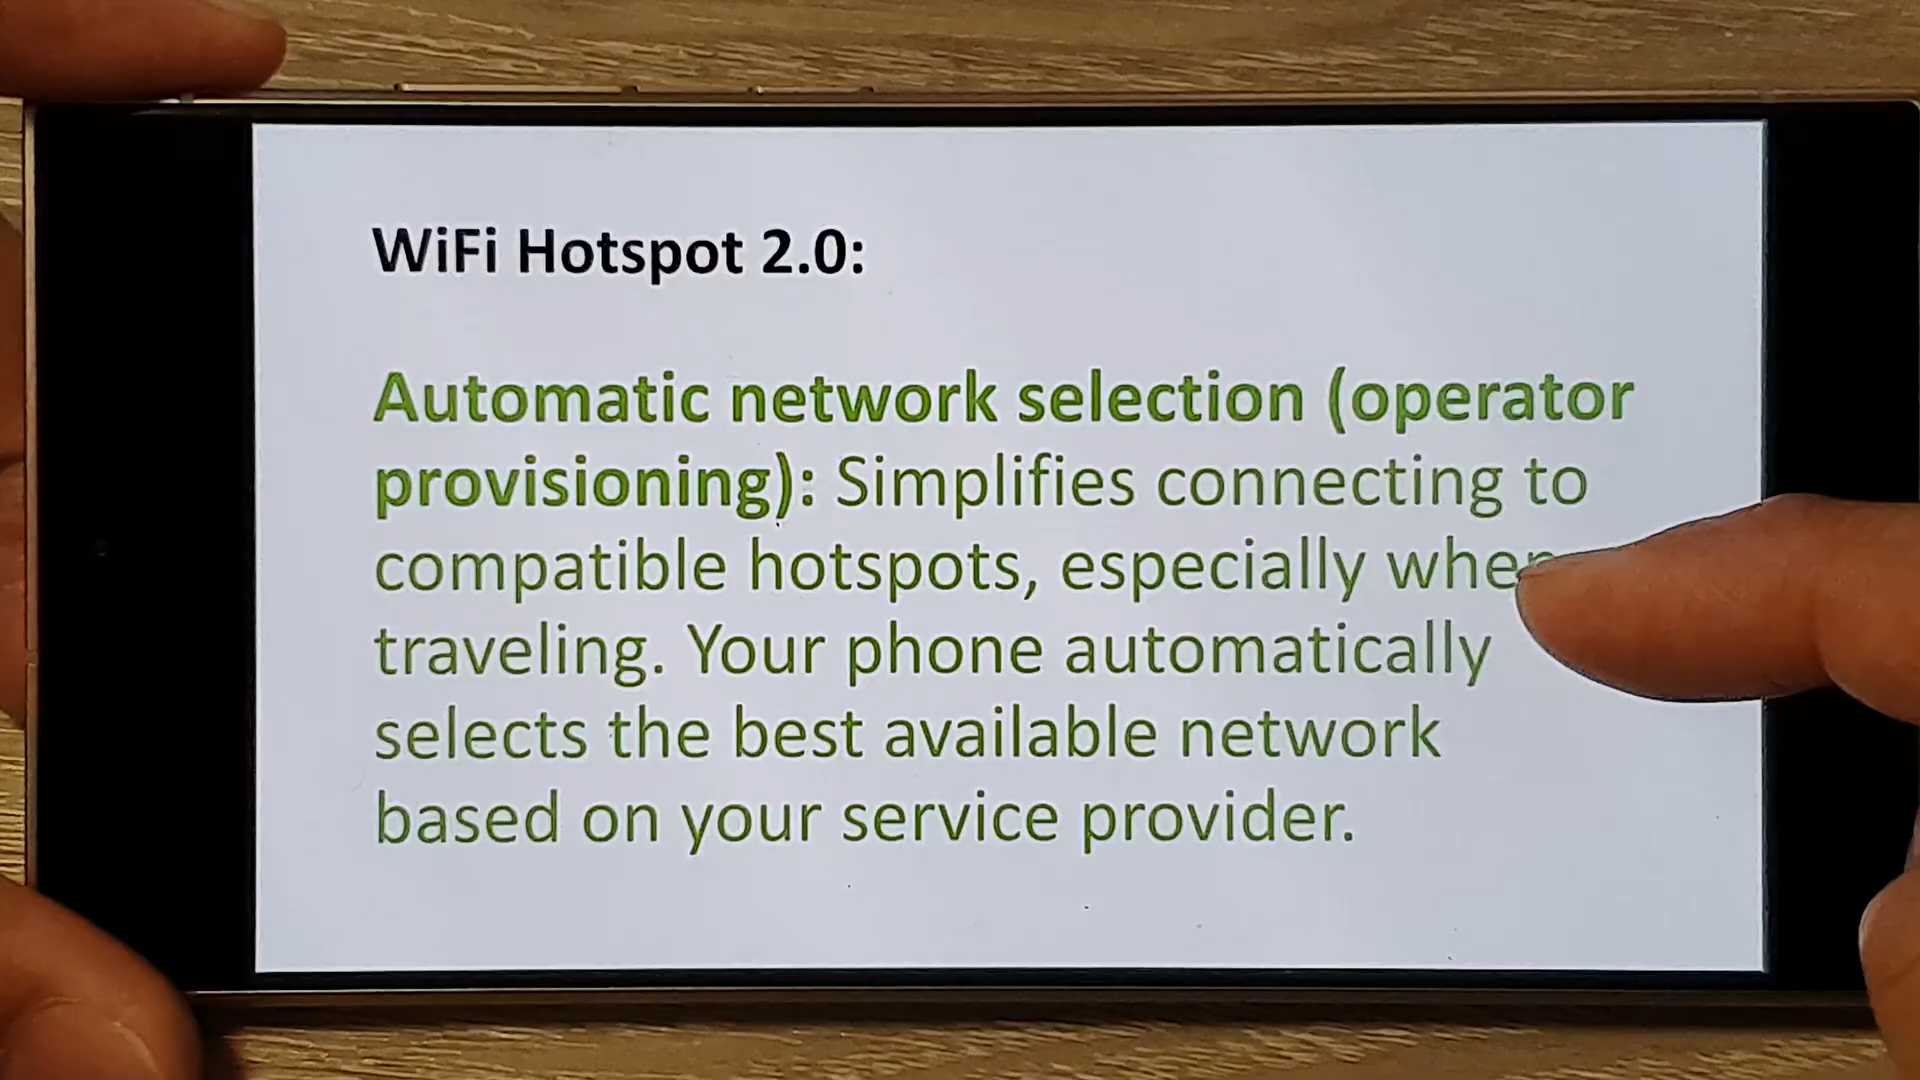 WiFi Hotspot 2.0:
Automatic network selection (operator
provisioning): Simplifies connecting to
compatible hotspots, especially when
traveling. Your phone automatically
selects the best available network
based on your service provider.